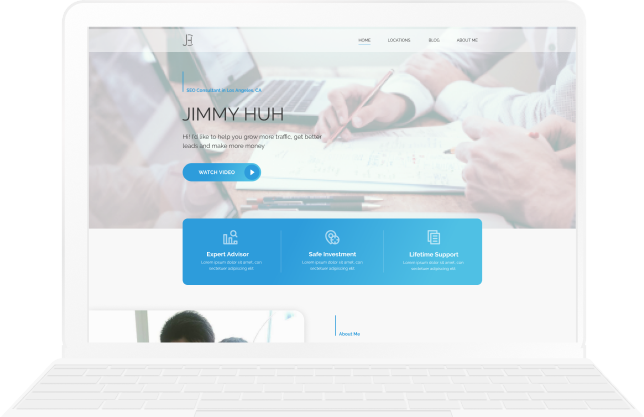 JH
HOME LOCATIONS BLOG ABOUT ME
SEO Consultant in Los Angeles, CA
JIMMY HUH
Hi! I'd like to help you grow more traffic, get better
leads and make more money
WATCH VIDEO
Expert Advisor Safe Investment Lifetime Support
Lorem ipsum dolor sit amet, con Lorem ipsum dolor sit amet, con Lorem ipsum dolor sit amet, con
sectetuer adipiscing elit sectetuer adipiscing elit sectetuer adipiscing elit
About Me